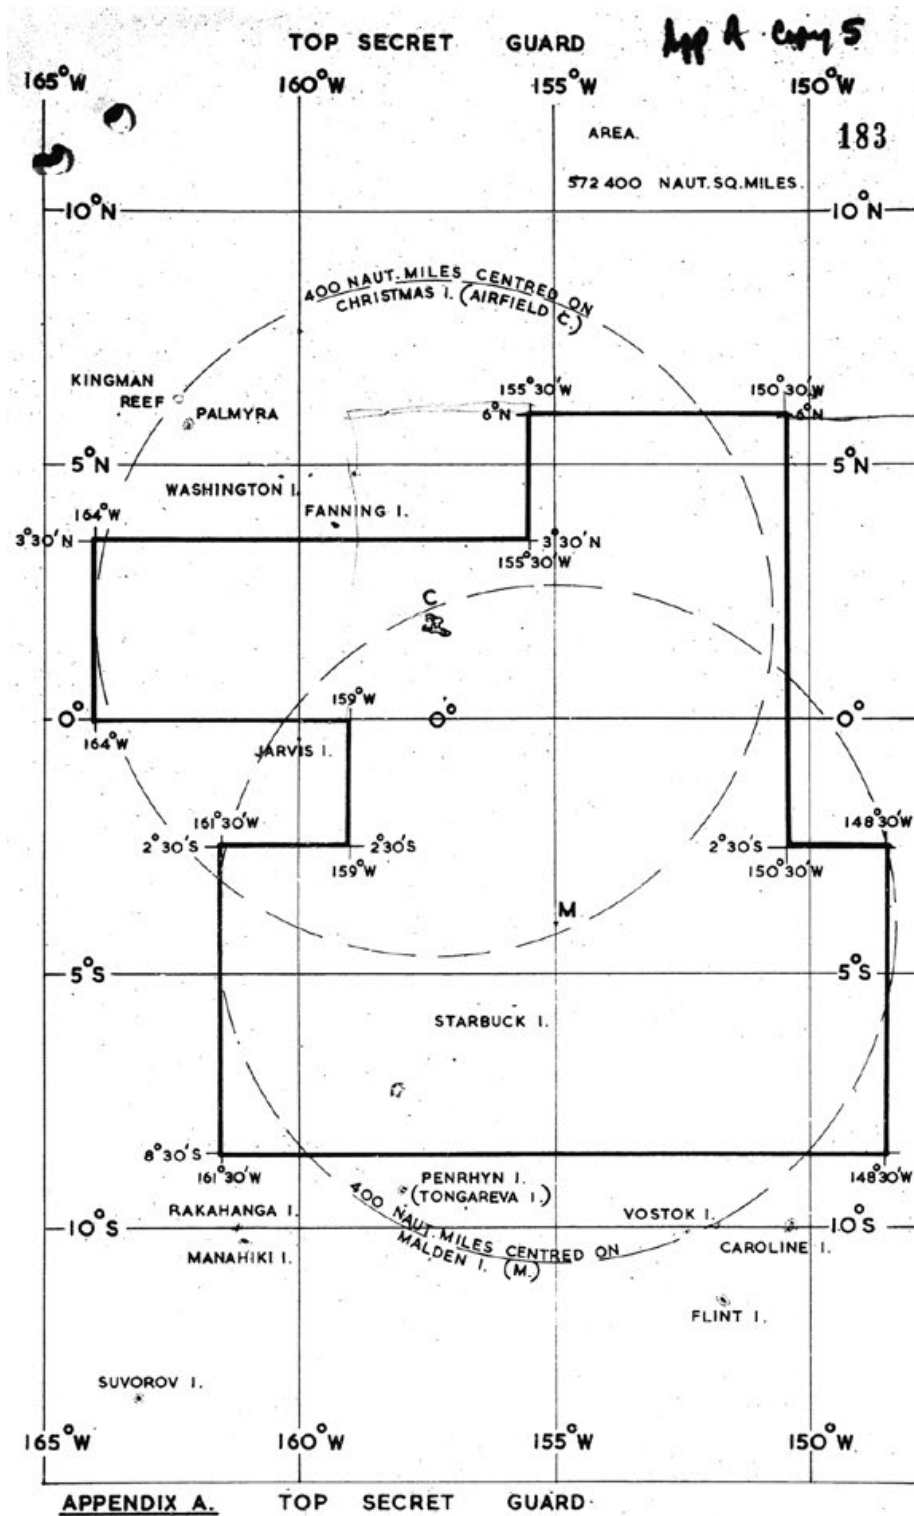 TOP SECRET GUARD
App A Copy 5
165°W 160°W 155°W 150°W
AREA.
183
572 400 NAUT. SQ. MILES.
10°N 10°N
400 NAUT. MILES CENTRED ON
CHRISTMAS I. (AIRFIELD C.)
KINGMAN
REEF
155°30'W 150°30'W
PALMYRA
6°N 6°N
5°N 5°N
WASHINGTON I.
164°W
FANNING I.
3°30'N 3°30'N
155°30'W
C
159°W
0° 0° 0°
164°W
JARVIS I.
161°30'W 148°30'W
2°30'S 2°30'S 2°30'S
159°W 150°30'W
M
5°S 5°S
STARBUCK I.
8°30'S
161°30'W 148°30'W
PENRHYN I.
(TONGAREVA I.)
RAKAHANGA I.
VOSTOK I.
10°S 10°S
MANAHIKI I.
CAROLINE I.
400 NAUT. MILES CENTRED ON
MALDEN I. (M.)
FLINT I.
SUVOROV I.
165°W 160°W 155°W 150°W
APPENDIX A. TOP SECRET GUARD.